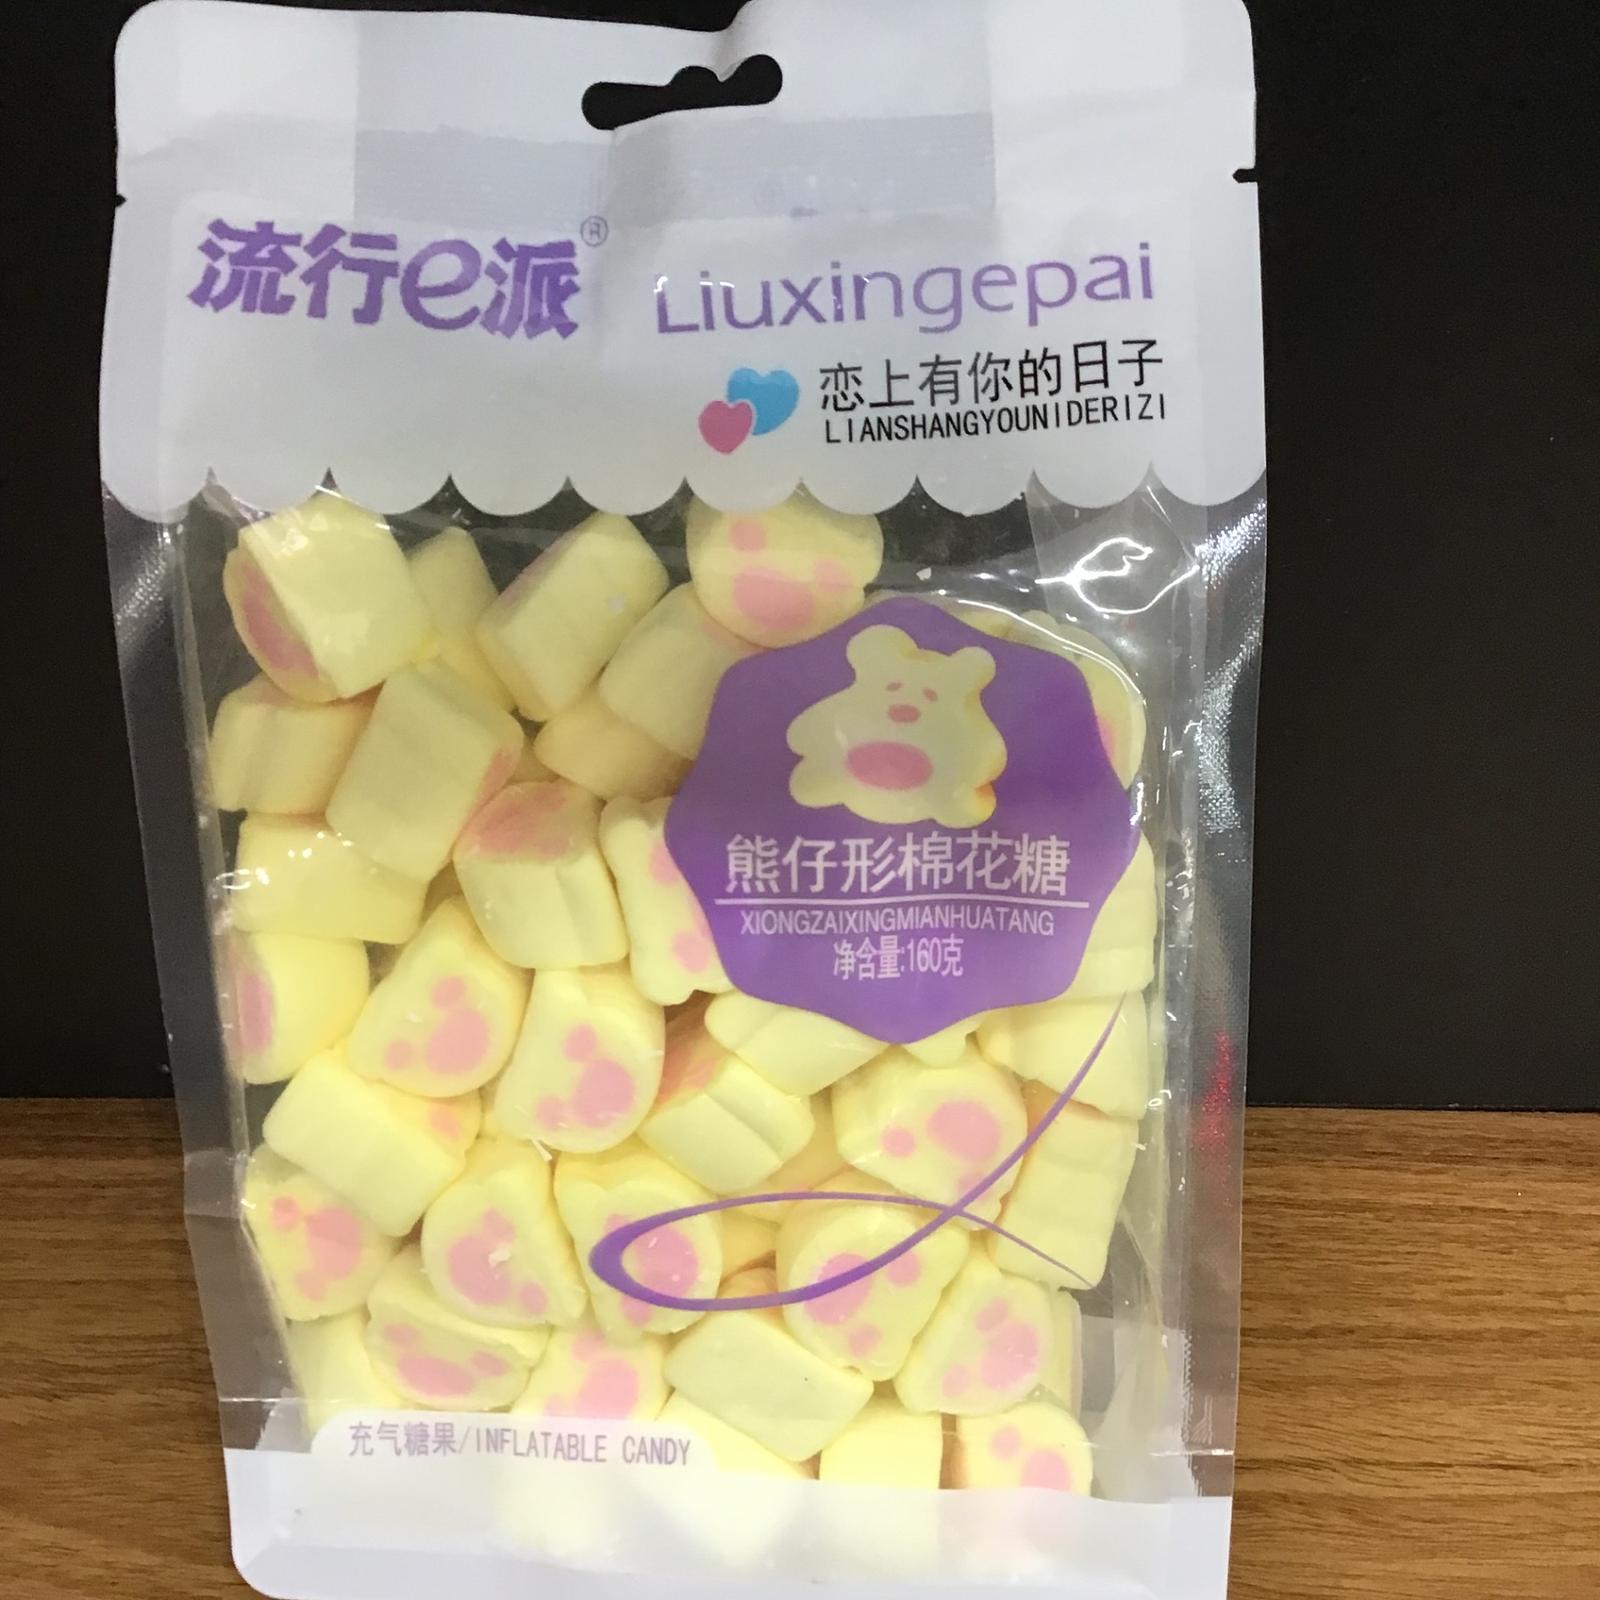 流行e派® Liuxingepai
恋上有你的日子
LIANSHANGYOUNIDERIZI
熊仔形棉花糖
XIONGZAIXINGMIANHUATANG
净含量:160克
充气糖果/INFLATABLE CANDY